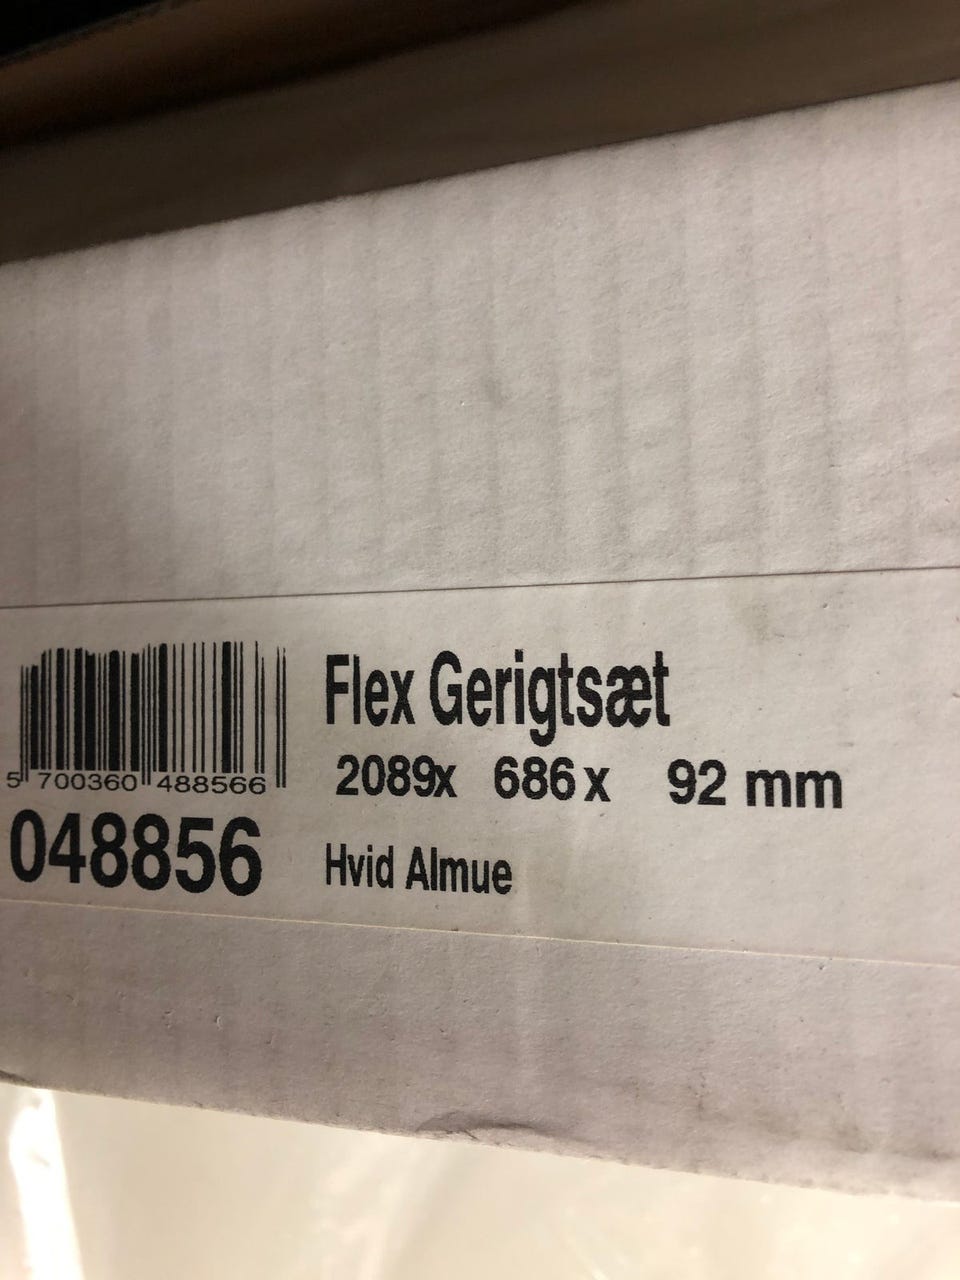 Flex Gerigtsæt
2089x 686x 92 mm
5 700360 488566
048856
Hvid Almue